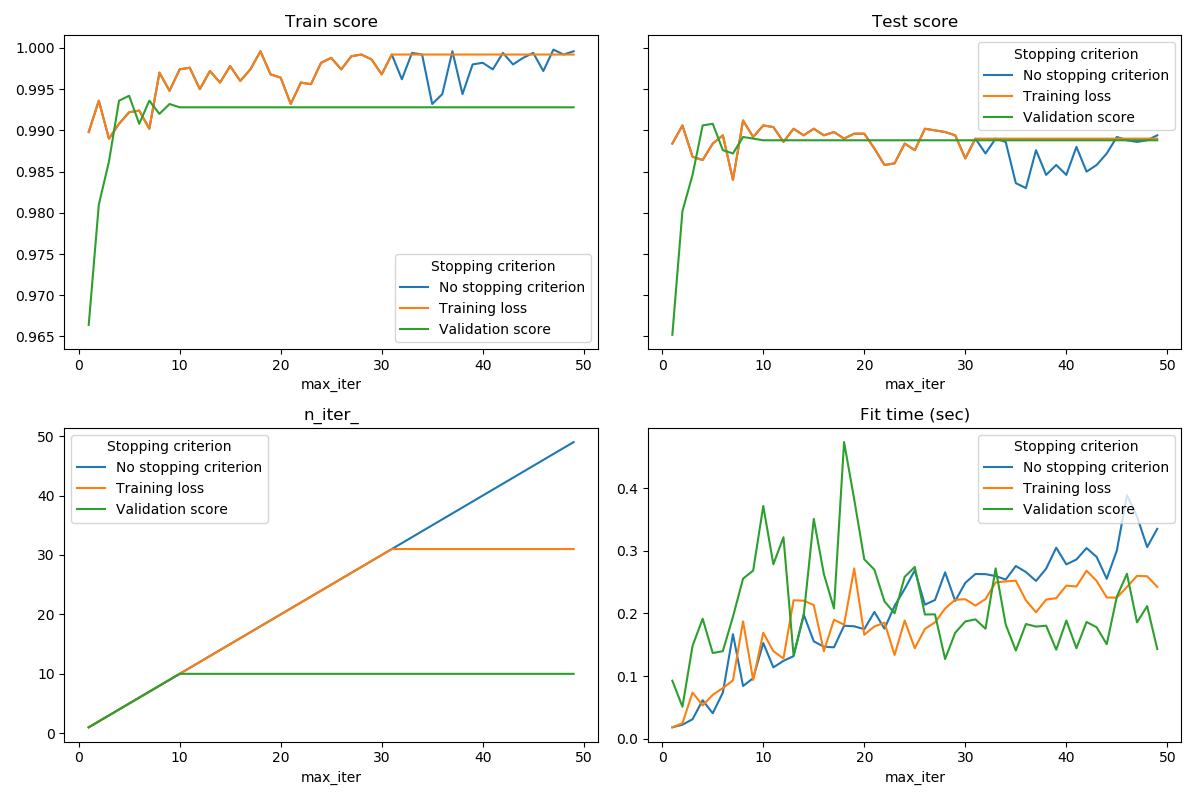 Train score
1.000
0.995
0.990
0.985
0.980
0.975
0.970
0.965
Stopping criterion
No stopping criterion
Training loss
Validation score
0 10 20 30 40 50
max_iter
Test score
Stopping criterion
No stopping criterion
Training loss
Validation score
0 10 20 30 40 50
max_iter
n_iter_
50
40
30
20
10
0
Stopping criterion
No stopping criterion
Training loss
Validation score
0 10 20 30 40 50
max_iter
Fit time (sec)
0.4
0.3
0.2
0.1
0.0
Stopping criterion
No stopping criterion
Training loss
Validation score
0 10 20 30 40 50
max_iter